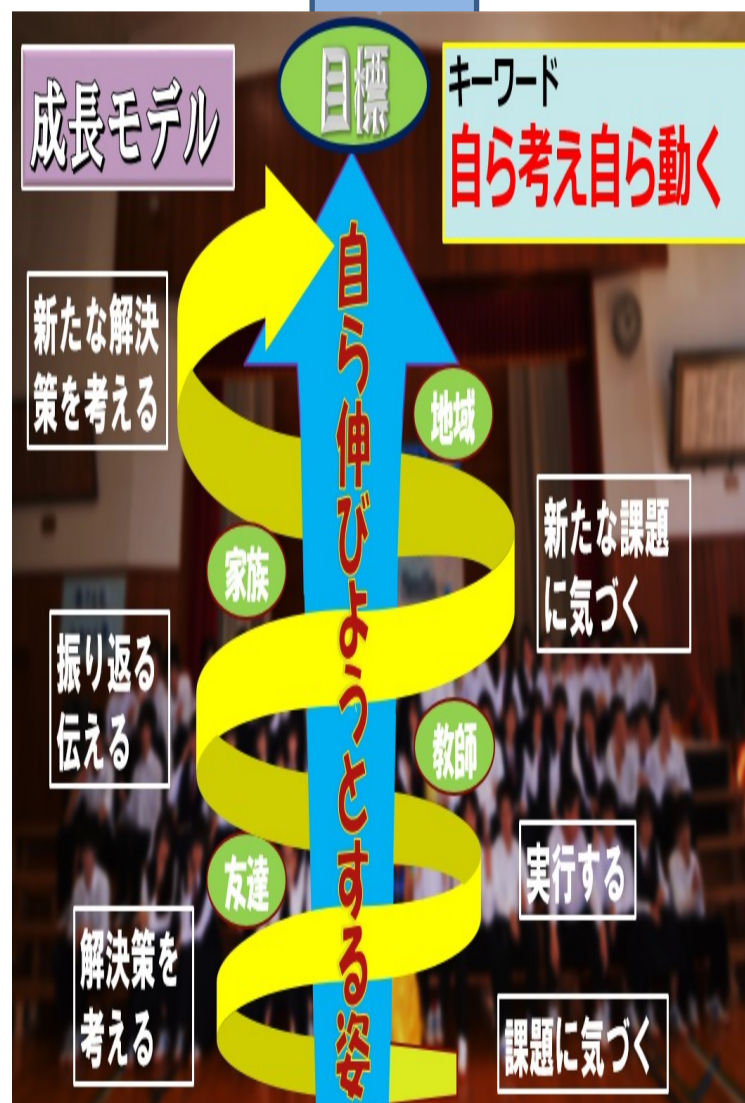 成長モデル
目標
キーワード
自ら考え自ら動く
自ら伸びようとする姿
新たな解決
策を考える
地域
新たな課題
に気づく
家族
振り返る
伝える
教師
実行する
友達
解決策を
考える
課題に気づく